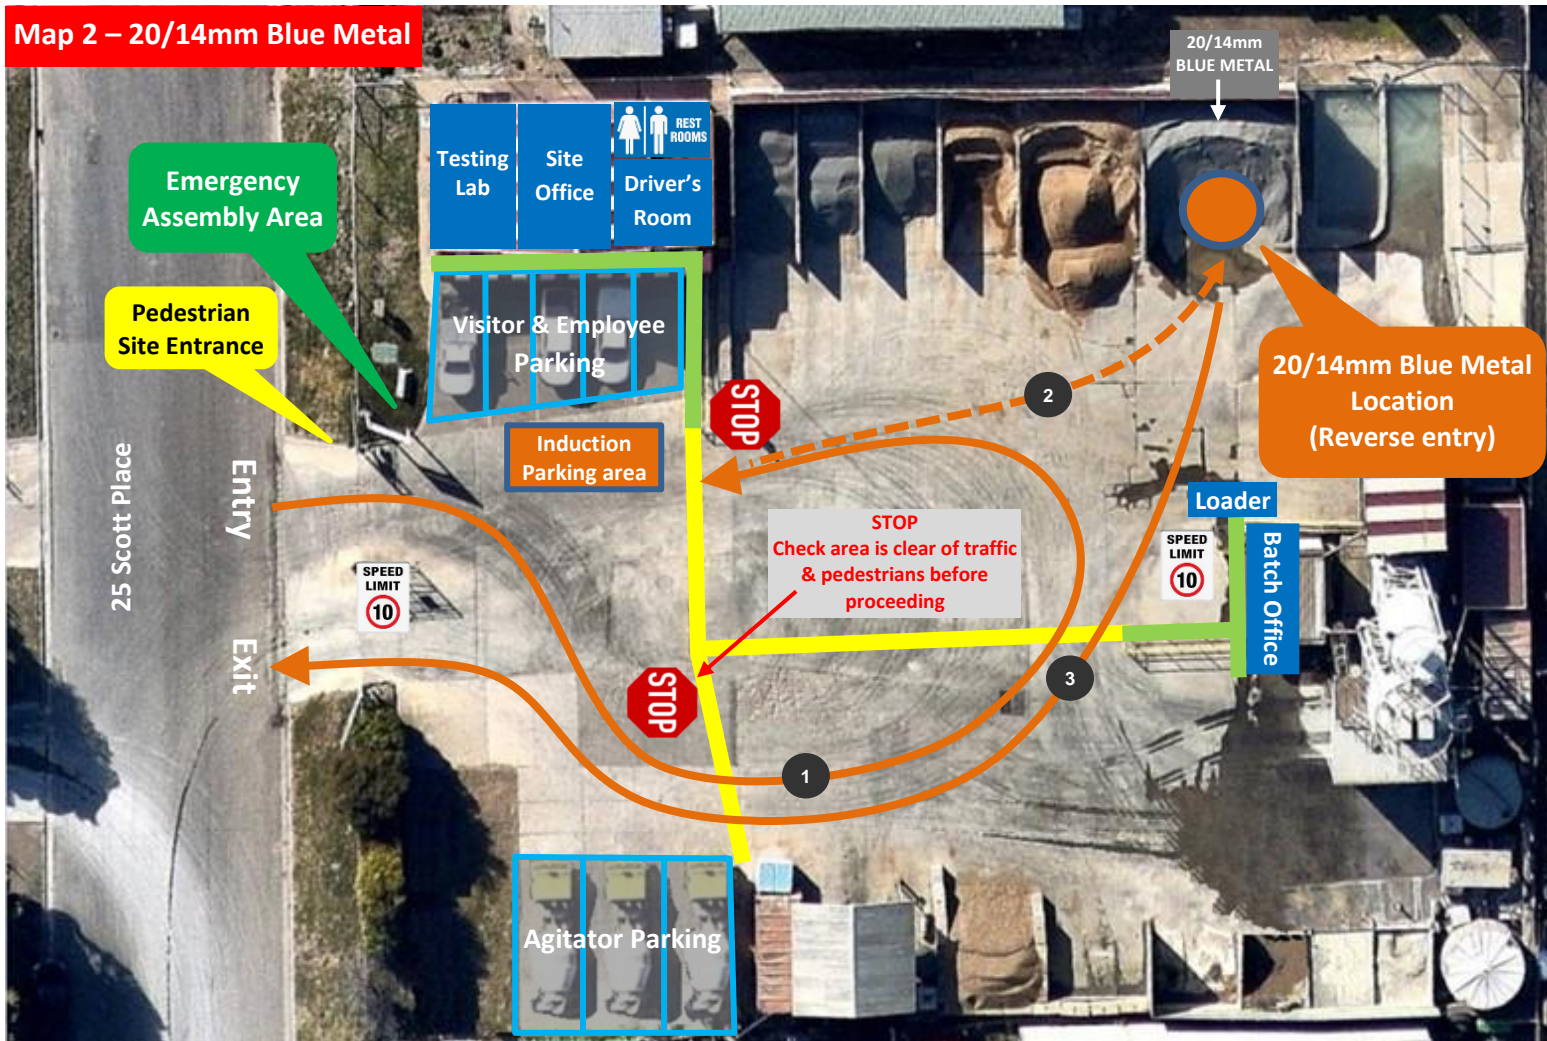 Map 2 – 20/14mm Blue Metal
20/14mm
BLUE METAL
REST
ROOMS
Testing
Lab
Site
Office
Driver's
Room
Emergency
Assembly Area
Pedestrian
Site Entrance
Visitor & Employee
Parking
20/14mm Blue Metal
Location
(Reverse entry)
2
STOP
Induction
Parking area
25 Scott Place
Entry
Loader
STOP
Check area is clear of traffic
& pedestrians before
proceeding
SPEED
LIMIT
10
Batch Office
SPEED
LIMIT
10
Exit
STOP
3
1
Agitator Parking